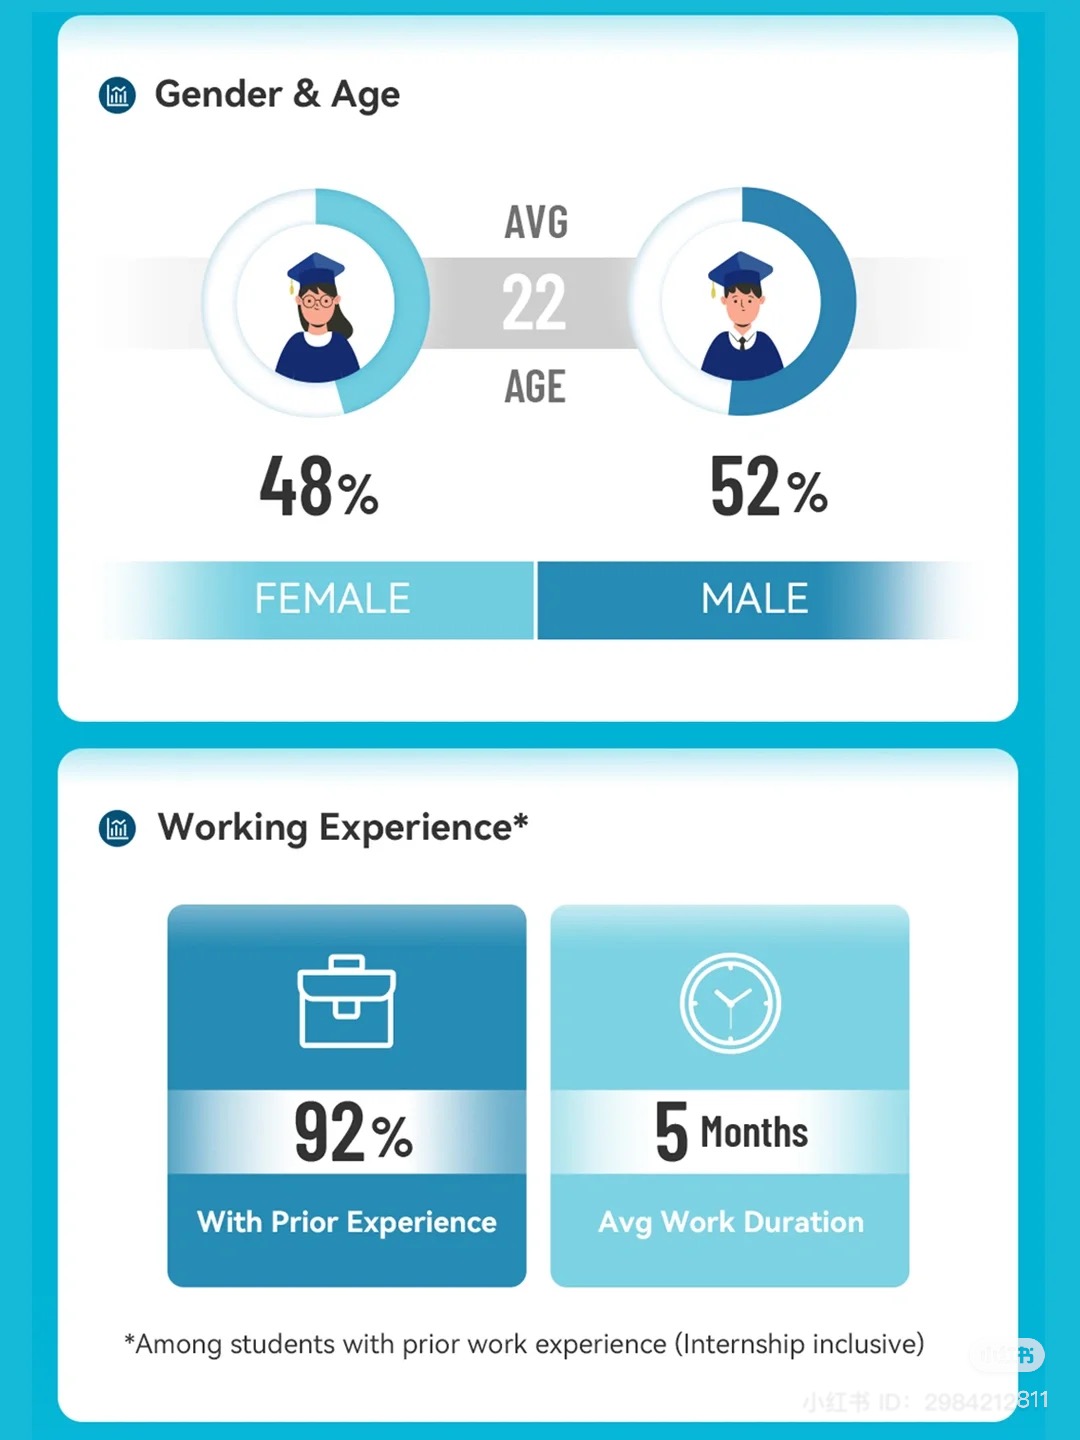 Gender & Age
AVG
22
AGE
48%
52%
FEMALE
MALE
Working Experience*
92%
5 Months
With Prior Experience
Avg Work Duration
*Among students with prior work experience (Internship inclusive)
小红书
小红书 ID: 2984212811